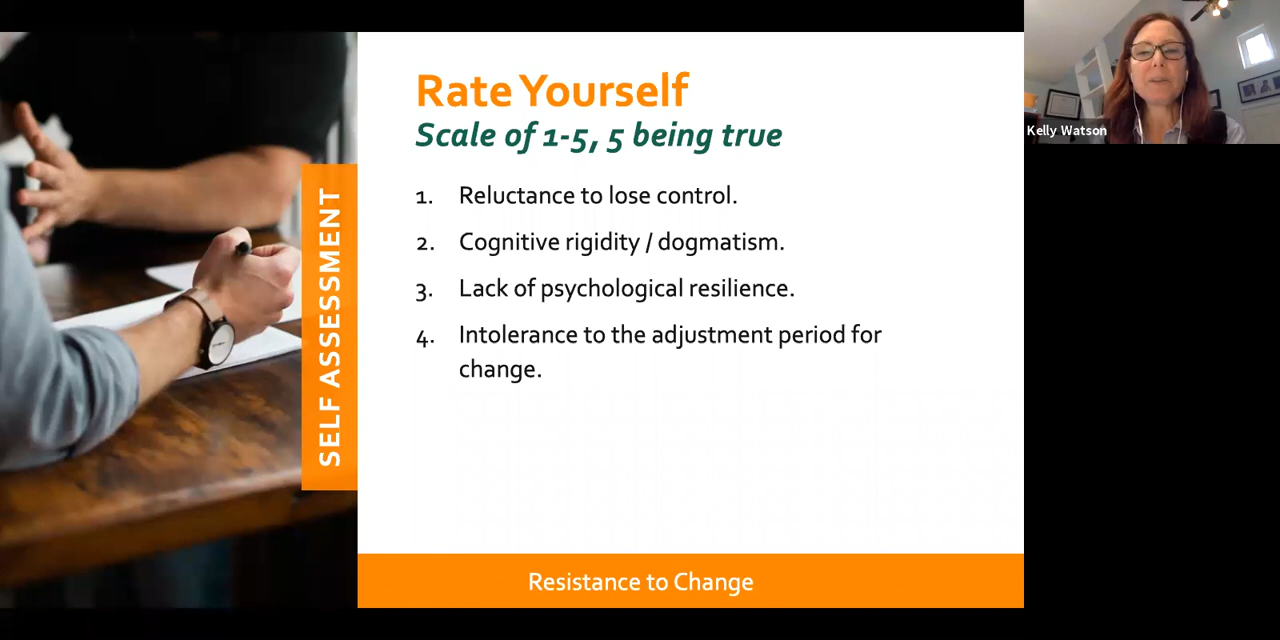 Rate Yourself
Scale of 1-5, 5 being true
1. Reluctance to lose control.
2. Cognitive rigidity / dogmatism.
3. Lack of psychological resilience.
4. Intolerance to the adjustment period for
change.
SELF ASSESSMENT
Resistance to Change
Kelly Watson